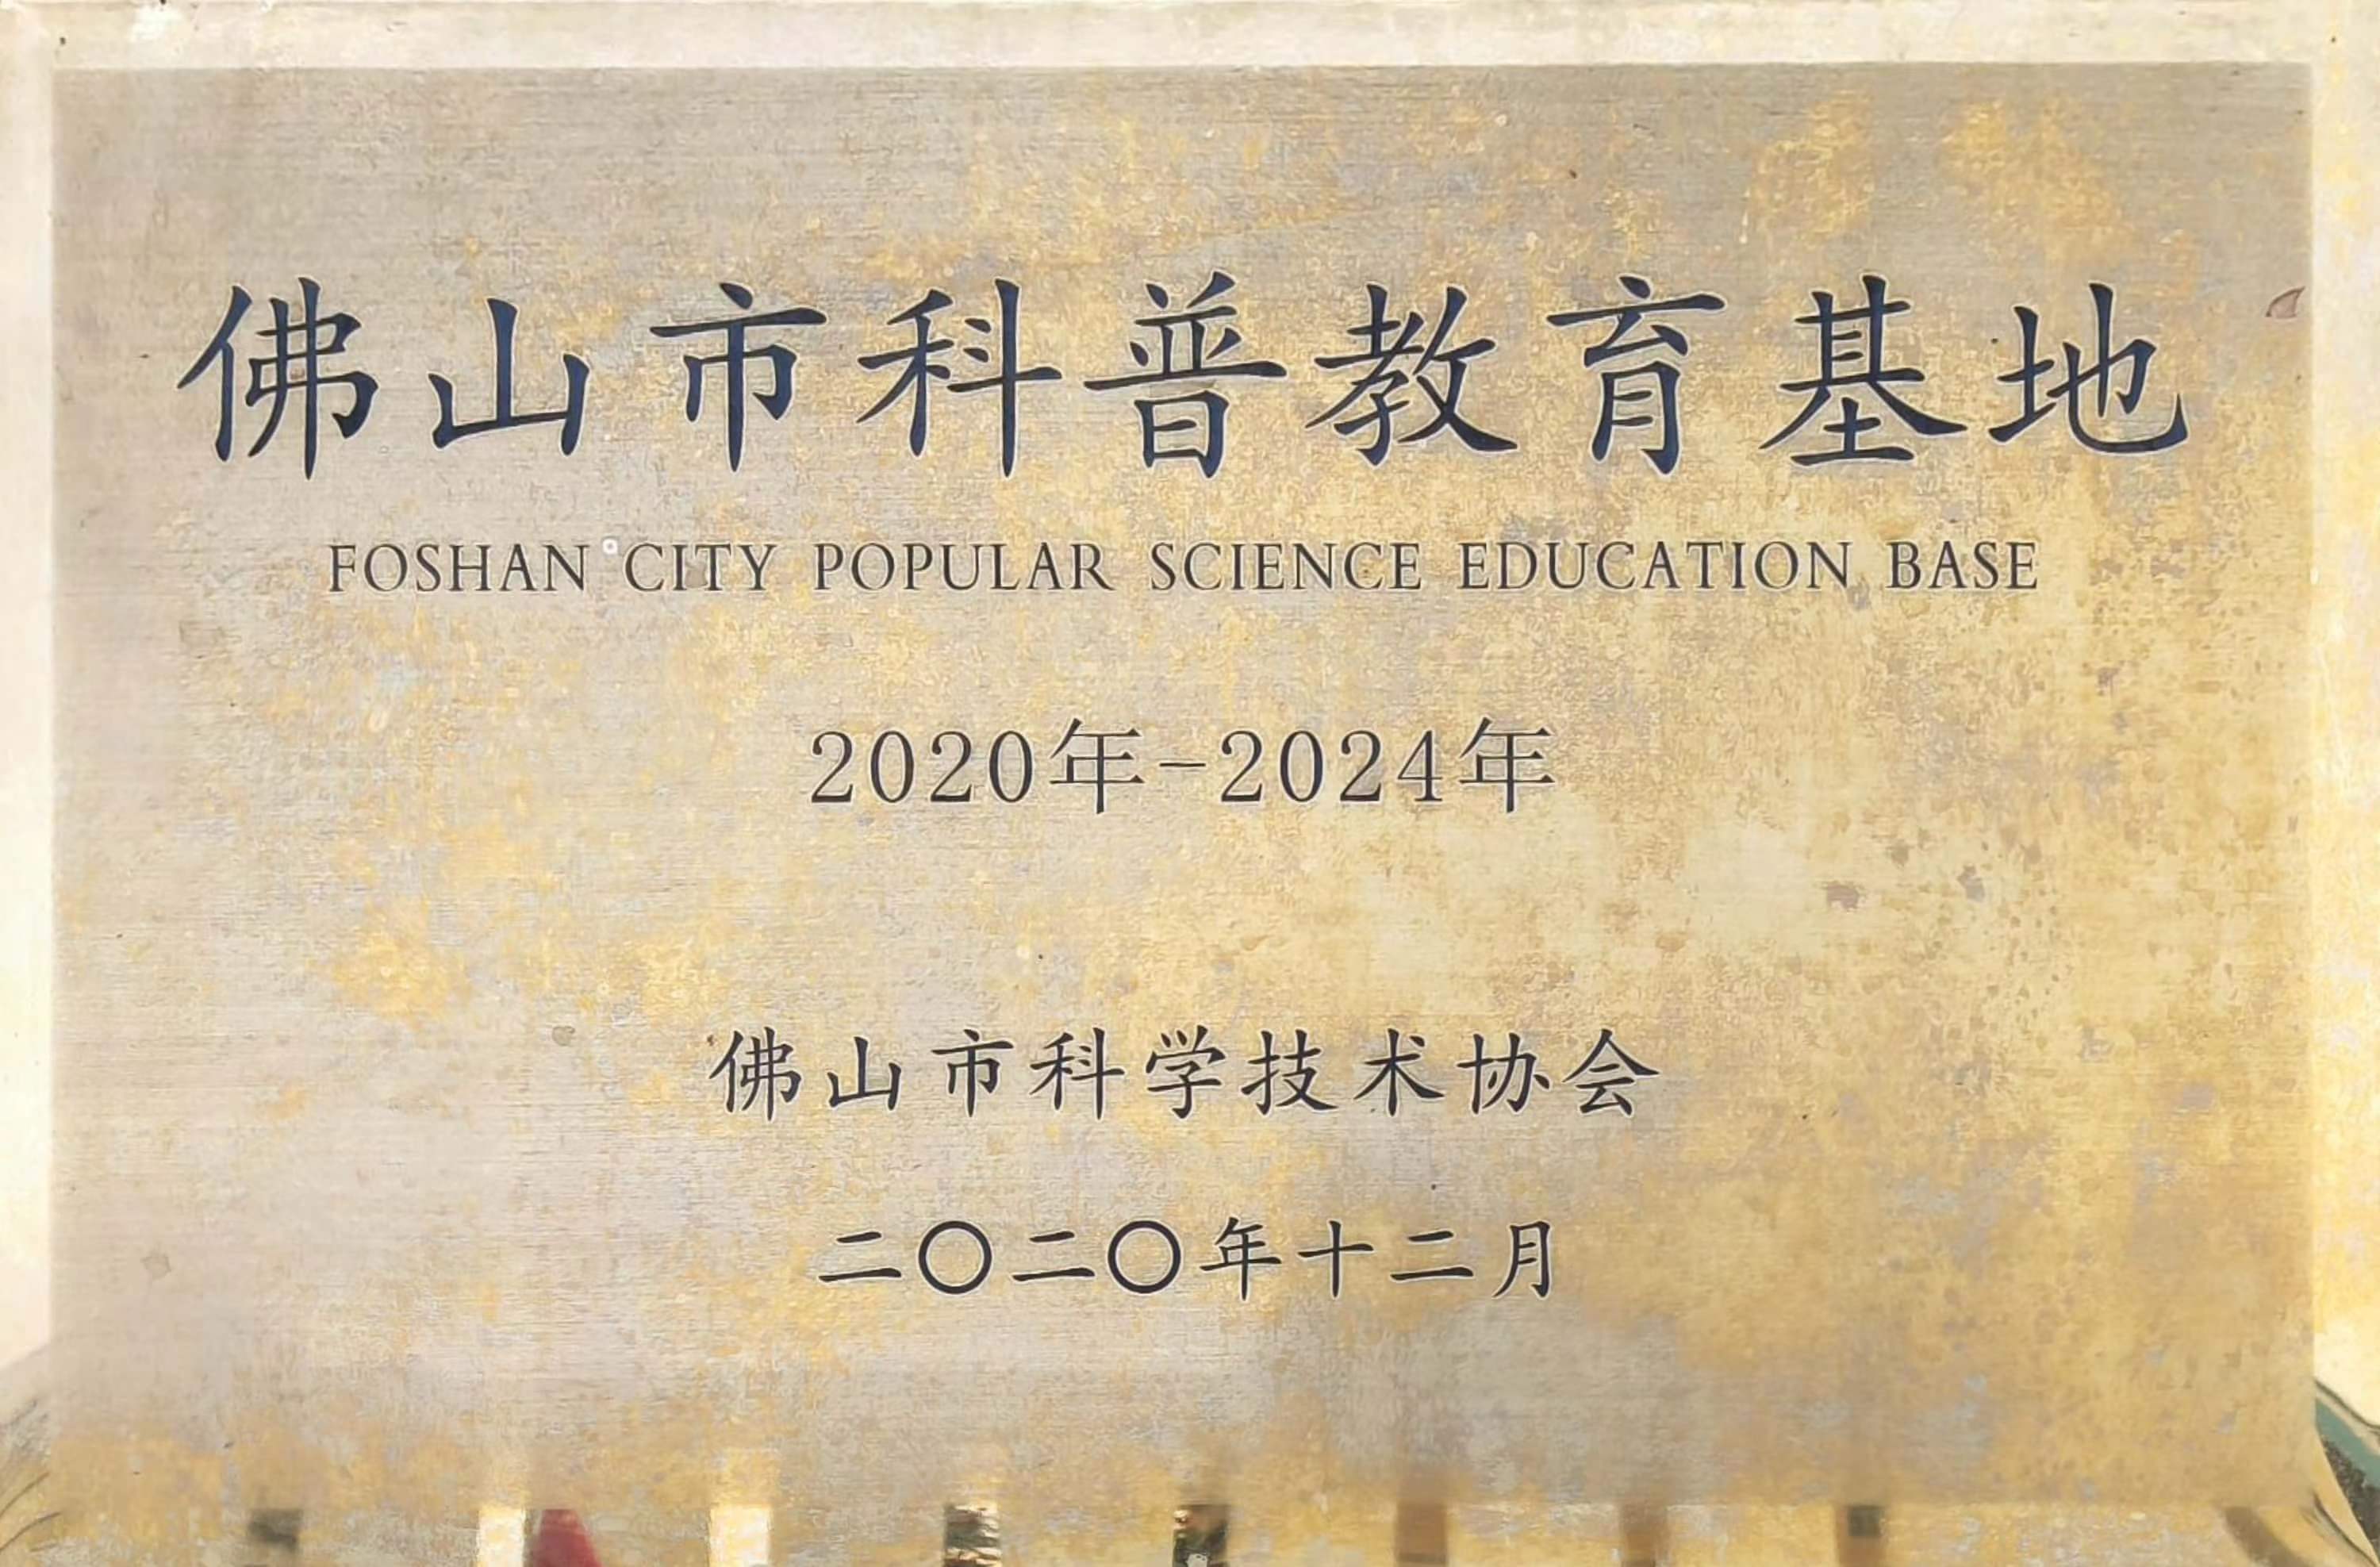 佛山市科普教育基地
FOSHAN CITY POPULAR SCIENCE EDUCATION BASE
2020年-2024年
佛山市科学技术协会
二〇二〇年十二月